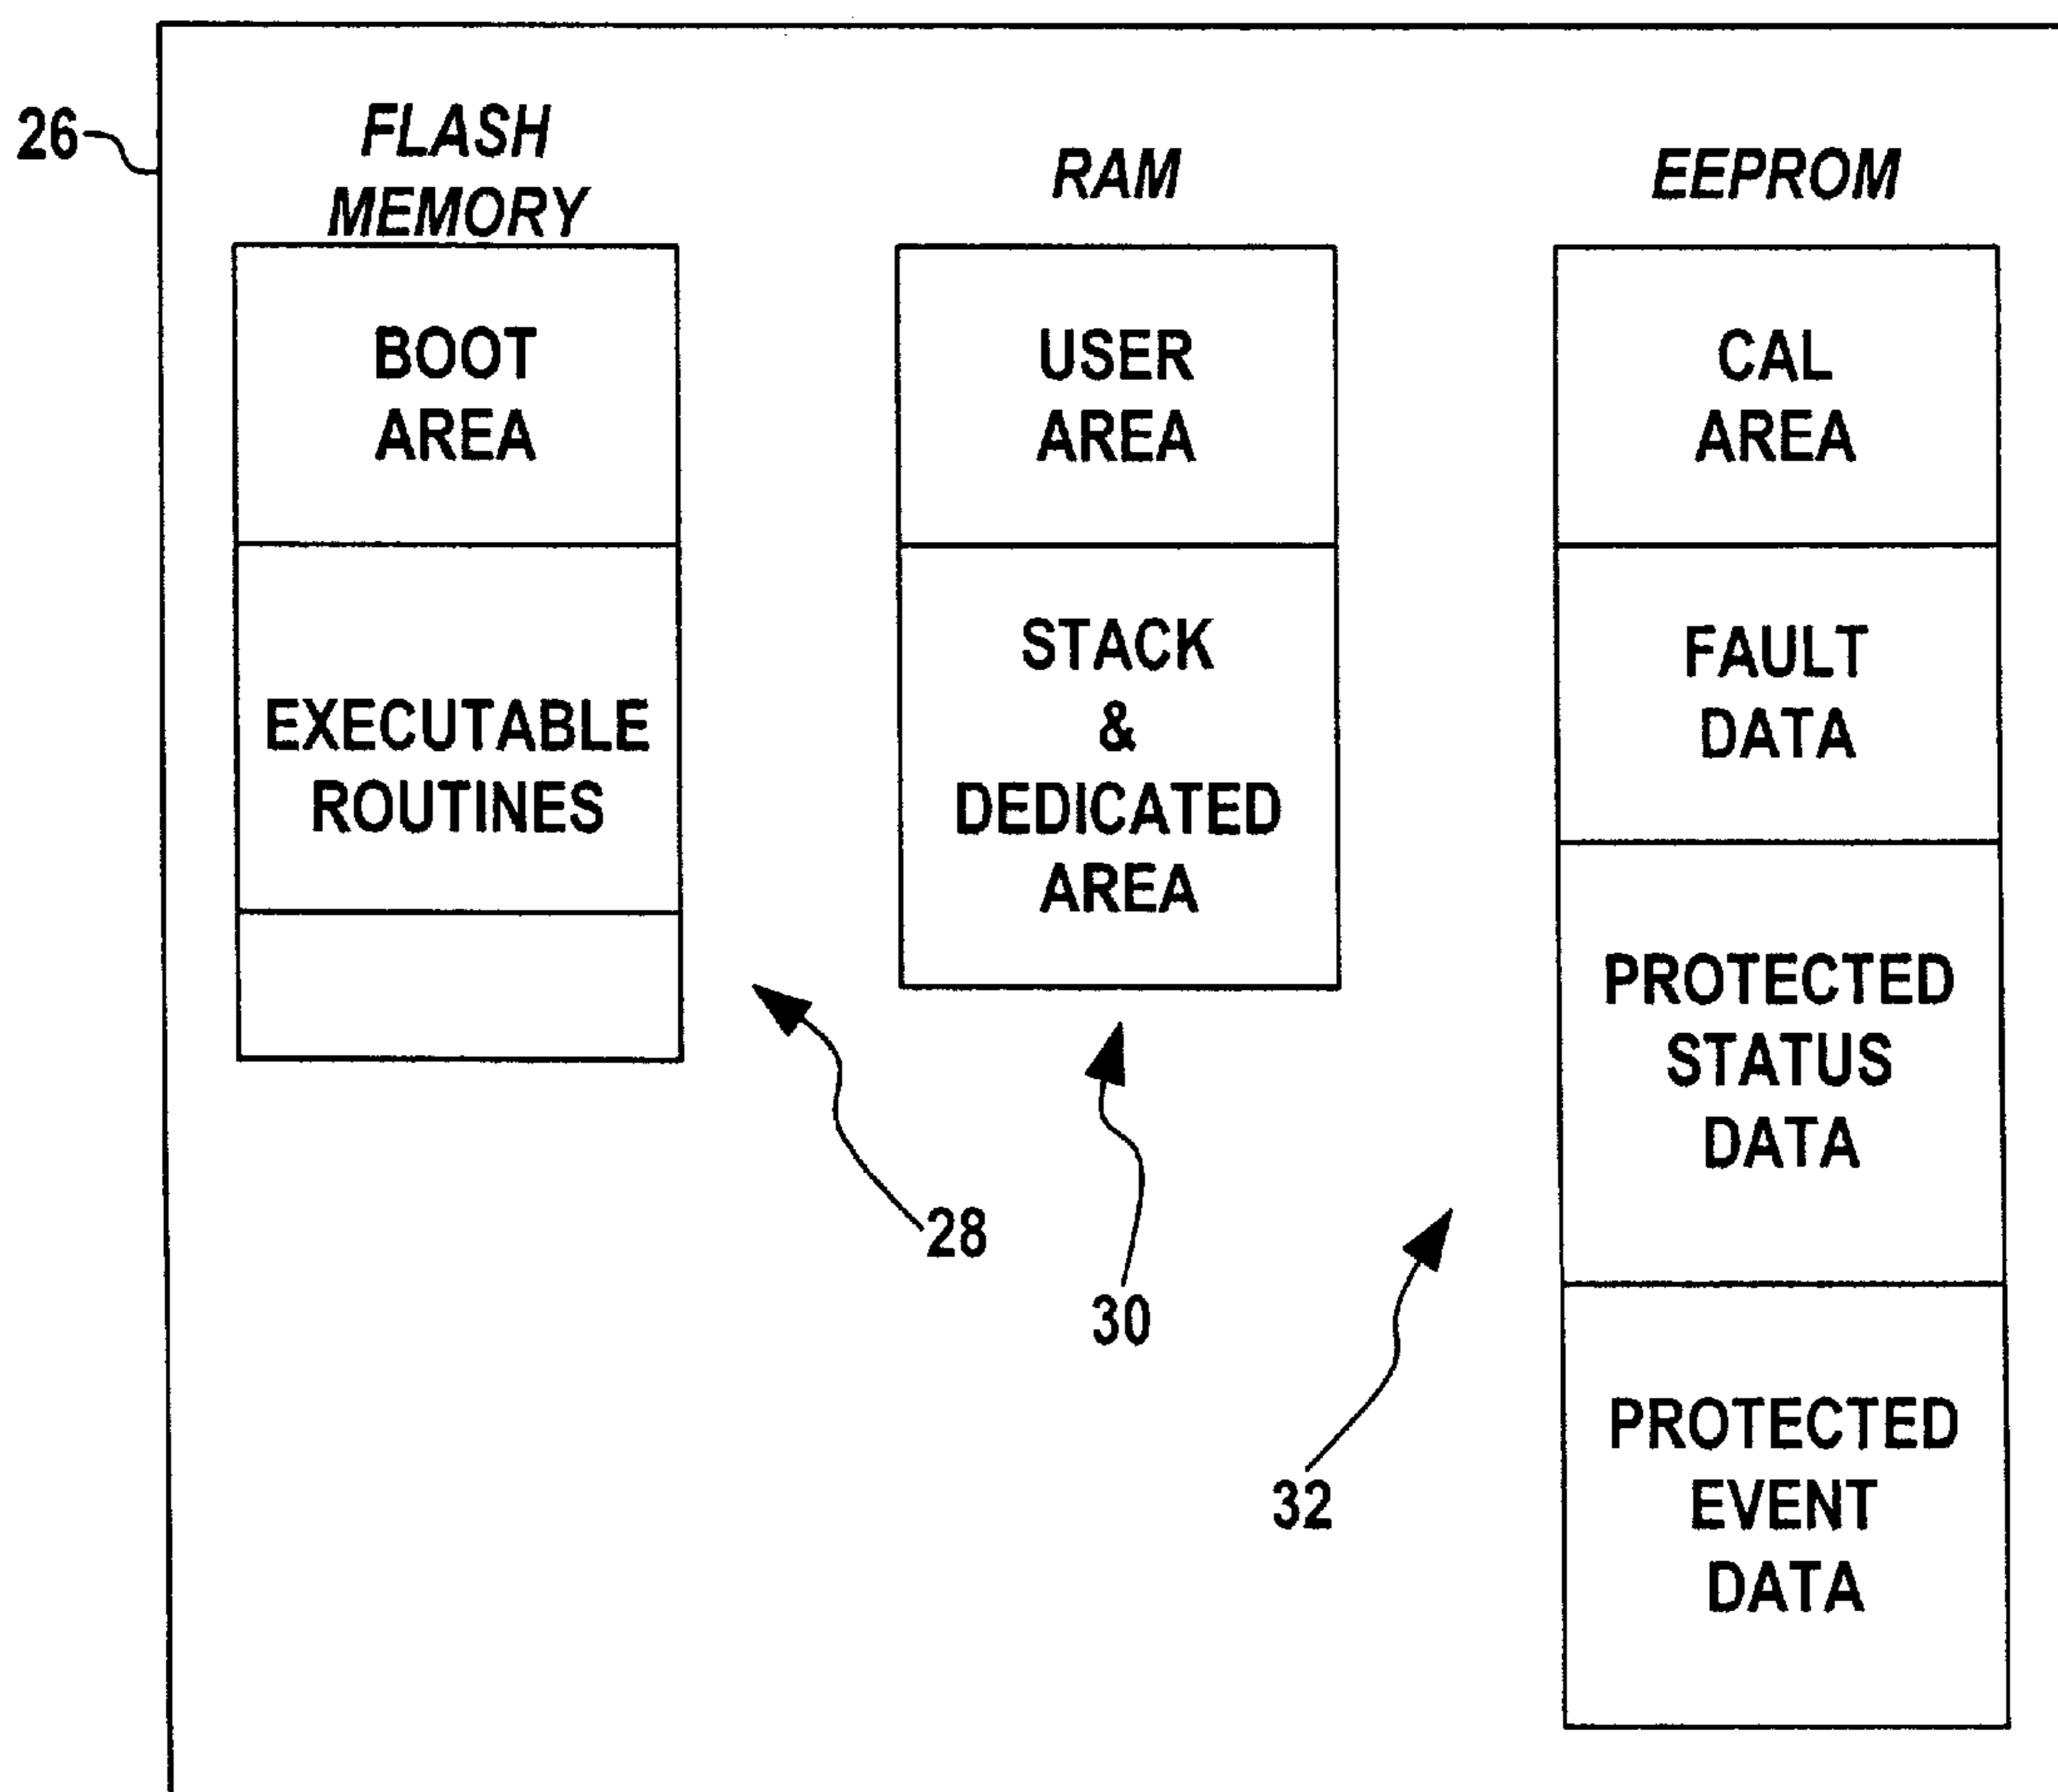 26
FLASH
MEMORY
BOOT
AREA
EXECUTABLE
ROUTINES
28
RAM
USER
AREA
STACK
&
DEDICATED
AREA
30
EEPROM
CAL
AREA
FAULT
DATA
PROTECTED
STATUS
DATA
PROTECTED
EVENT
DATA
32